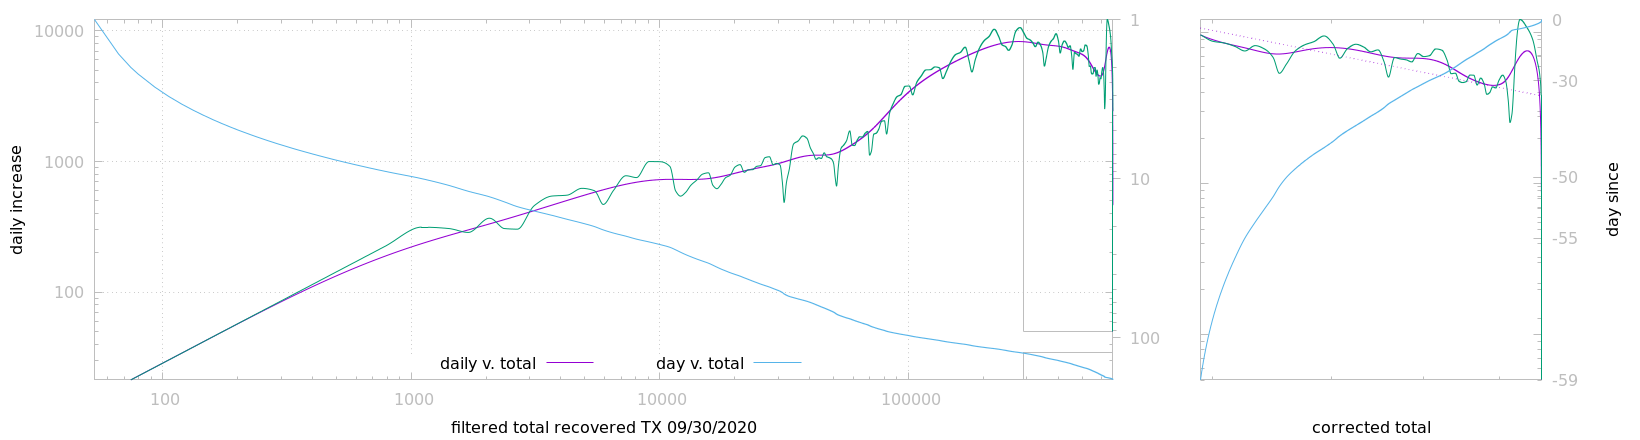 10000
1000
100
daily increase
100
1000
10000
100000
1
10
100
daily v. total
day v. total
filtered total recovered TX 09/30/2020
0
-30
-50
-55
-59
day since
corrected total